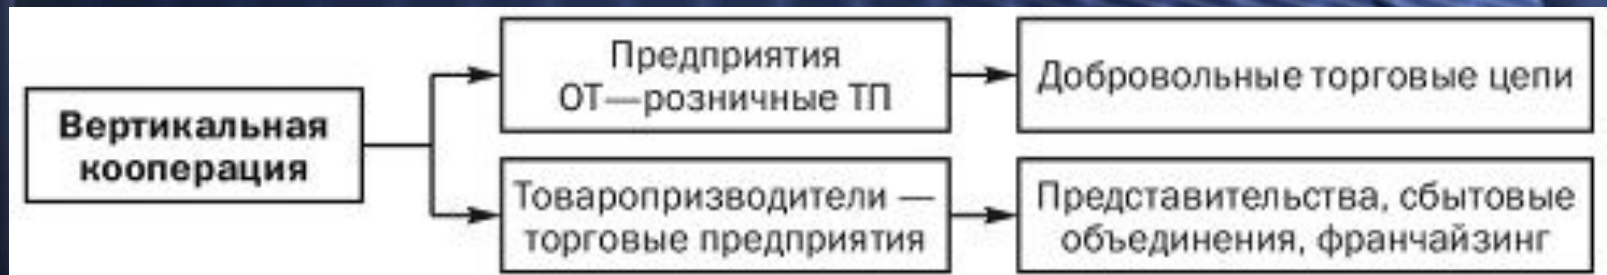 Вертикальная
кооперация
Предприятия
ОТ—розничные ТП
Добровольные торговые цепи
Товаропризводители —
торговые предприятия
Представительства, сбытовые
объединения, франчайзинг